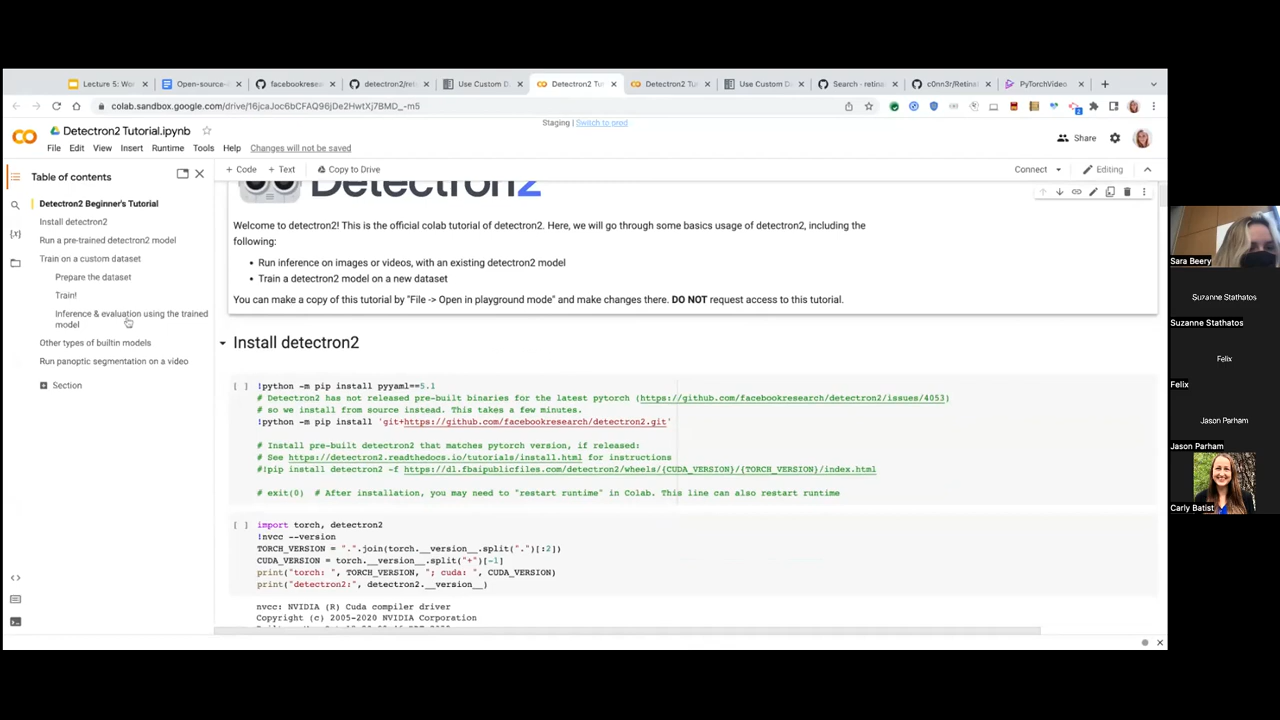 Lecture 5: Wo
Open-source-
facebookresea
detectron2/ret
Use Custom D
Detectron2 Tut
Detectron2 Tu
Use Custom D
Search · retina
c0nn3r/Retina
PyTorchVideo
colab.sandbox.google.com/drive/16jcaJoc6bCFAQ96jDe2HwtXj7BMD_-m5
Staging | Switch to prod
Detectron2 Tutorial.ipynb
File Edit View Insert Runtime Tools Help Changes will not be saved
Share
Table of contents
+ Code + Text Copy to Drive
Connect Editing
Detectron2 Beginner's Tutorial
Install detectron2
Run a pre-trained detectron2 model
Train on a custom dataset
Prepare the dataset
Train!
Inference & evaluation using the trained
model
Other types of builtin models
Run panoptic segmentation on a video
Section
Detectron2
Welcome to detectron2! This is the official colab tutorial of detectron2. Here, we will go through some basics usage of detectron2, including the
following:
• Run inference on images or videos, with an existing detectron2 model
• Train a detectron2 model on a new dataset
You can make a copy of this tutorial by "File -> Open in playground mode" and make changes there. DO NOT request access to this tutorial.
Install detectron2
[ ] !python -m pip install pyyaml==5.1
# Detectron2 has not released pre-built binaries for the latest pytorch (https://github.com/facebookresearch/detectron2/issues/4053)
# so we install from source instead. This takes a few minutes.
!python -m pip install 'git+https://github.com/facebookresearch/detectron2.git'
# Install pre-built detectron2 that matches pytorch version, if released:
# See https://detectron2.readthedocs.io/tutorials/install.html for instructions
#!pip install detectron2 -f https://dl.fbaipublicfiles.com/detectron2/wheels/{CUDA_VERSION}/{TORCH_VERSION}/index.html
# exit(0) # After installation, you may need to "restart runtime" in Colab. This line can also restart runtime
[ ] import torch, detectron2
!nvcc --version
TORCH_VERSION = ".".join(torch.__version__.split(".")[:2])
CUDA_VERSION = torch.__version__.split("+")[-1]
print("torch: ", TORCH_VERSION, "; cuda: ", CUDA_VERSION)
print("detectron2:", detectron2.__version__)
nvcc: NVIDIA (R) Cuda compiler driver
Copyright (c) 2005-2020 NVIDIA Corporation
Sara Beery
Suzanne Stathatos
Suzanne Stathatos
Felix
Felix
Jason Parham
Jason Parham
Carly Batist